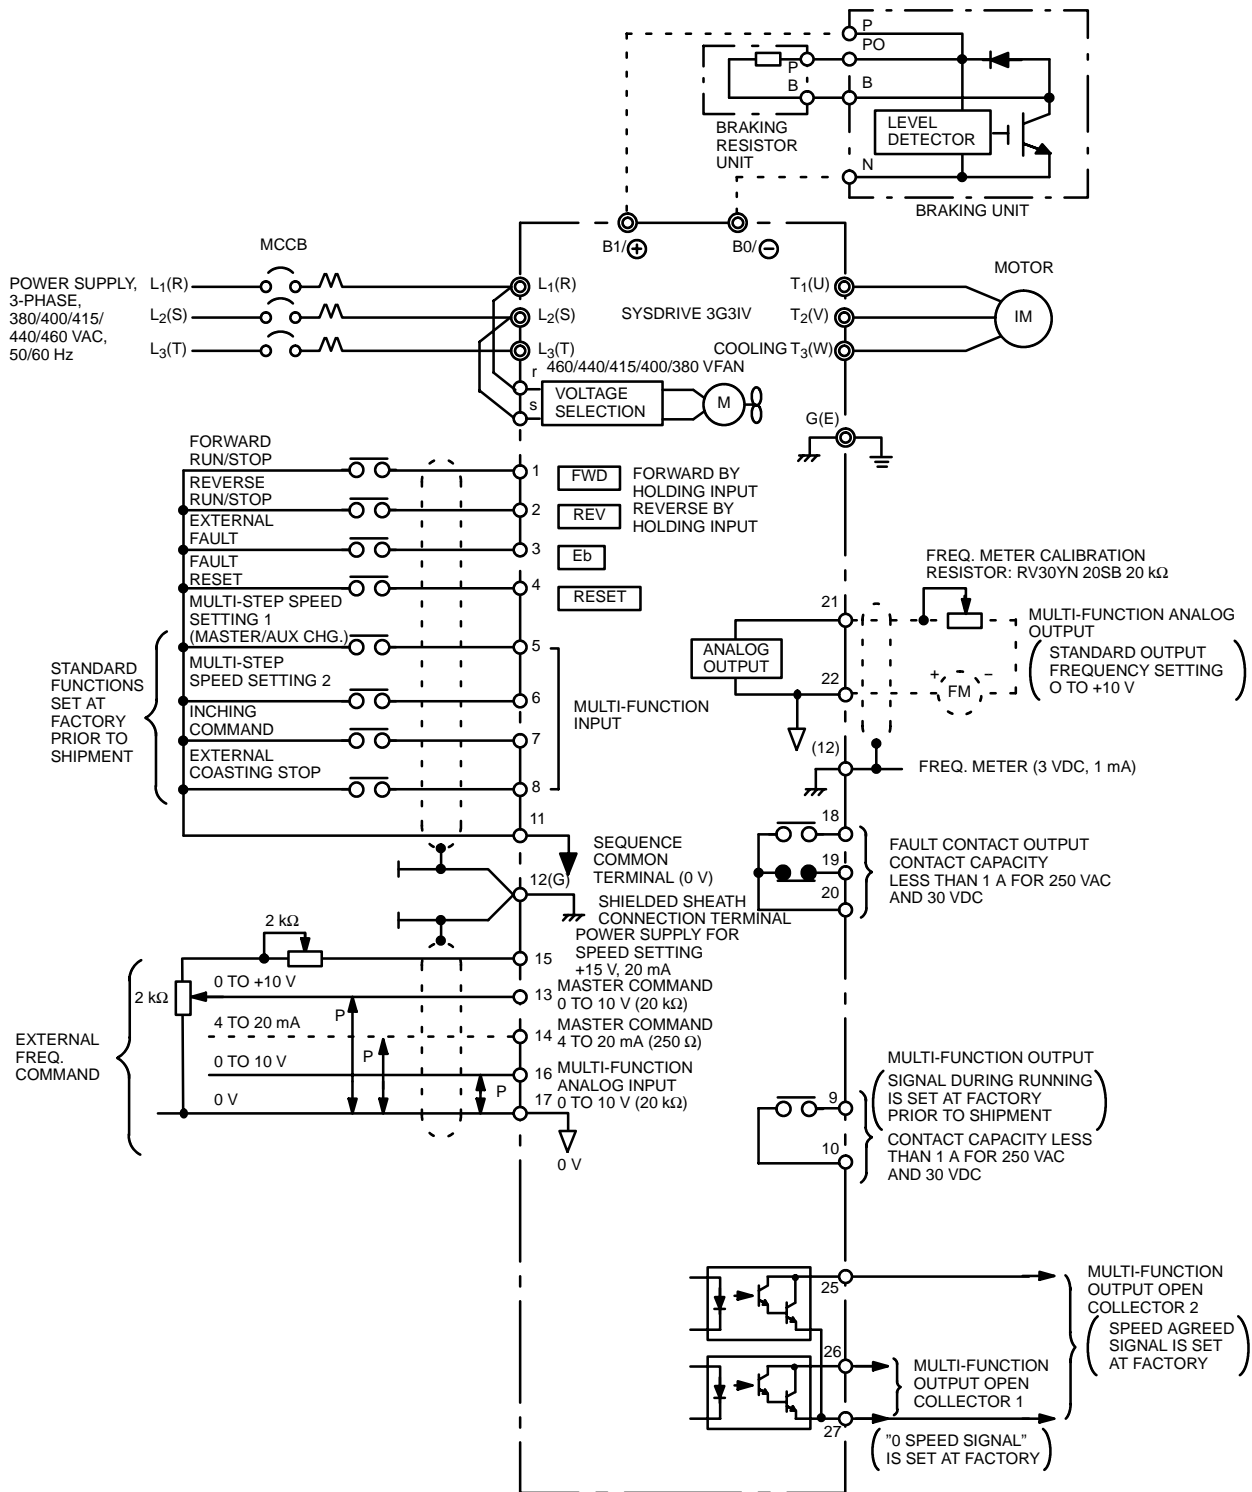 P
PO
P
B
B
BRAKING
RESISTOR
UNIT
LEVEL
DETECTOR
N
BRAKING UNIT
B1/⊕
B0/⊖
MCCB
POWER SUPPLY,
3-PHASE,
380/400/415/
440/460 VAC,
50/60 Hz
L1(R)
L2(S)
L3(T)
L1(R)
L2(S)
L3(T)
SYSDRIVE 3G3IV
T1(U)
T2(V)
COOLING T3(W)
MOTOR
IM
r 460/440/415/400/380 VFAN
s
VOLTAGE
SELECTION
M
G(E)
FORWARD
RUN/STOP
REVERSE
RUN/STOP
EXTERNAL
FAULT
FAULT
RESET
MULTI-STEP SPEED
SETTING 1
(MASTER/AUX CHG.)
MULTI-STEP
SPEED SETTING 2
INCHING
COMMAND
EXTERNAL
COASTING STOP
STANDARD
FUNCTIONS
SET AT
FACTORY
PRIOR TO
SHIPMENT
1
2
3
4
5
6
7
8
11
12(G)
FWD
FORWARD BY
HOLDING INPUT
REV
REVERSE BY
HOLDING INPUT
Eb
RESET
MULTI-FUNCTION
INPUT
SEQUENCE
COMMON
TERMINAL (0 V)
SHIELDED SHEATH
CONNECTION TERMINAL
POWER SUPPLY FOR
SPEED SETTING
+15 V, 20 mA
15
2 kΩ
2 kΩ
0 TO +10 V
P
13 MASTER COMMAND
0 TO 10 V (20 kΩ)
4 TO 20 mA
P
14 MASTER COMMAND
4 TO 20 mA (250 Ω)
EXTERNAL
FREQ.
COMMAND
0 TO 10 V
P
16 MULTI-FUNCTION
ANALOG INPUT
17 0 TO 10 V (20 kΩ)
0 V
0 V
FREQ. METER CALIBRATION
RESISTOR: RV30YN 20SB 20 kΩ
21
ANALOG
OUTPUT
22
+ FM −
MULTI-FUNCTION ANALOG
OUTPUT
(STANDARD OUTPUT
FREQUENCY SETTING
O TO +10 V)
(12)
FREQ. METER (3 VDC, 1 mA)
18
19
20
FAULT CONTACT OUTPUT
CONTACT CAPACITY
LESS THAN 1 A FOR 250 VAC
AND 30 VDC
9
10
MULTI-FUNCTION OUTPUT
(SIGNAL DURING RUNNING
IS SET AT FACTORY
PRIOR TO SHIPMENT)
CONTACT CAPACITY LESS
THAN 1 A FOR 250 VAC
AND 30 VDC
25
MULTI-FUNCTION
OUTPUT OPEN
COLLECTOR 2
(SPEED AGREED
SIGNAL IS SET
AT FACTORY)
26
MULTI-FUNCTION
OUTPUT OPEN
COLLECTOR 1
27
("0 SPEED SIGNAL"
IS SET AT FACTORY)